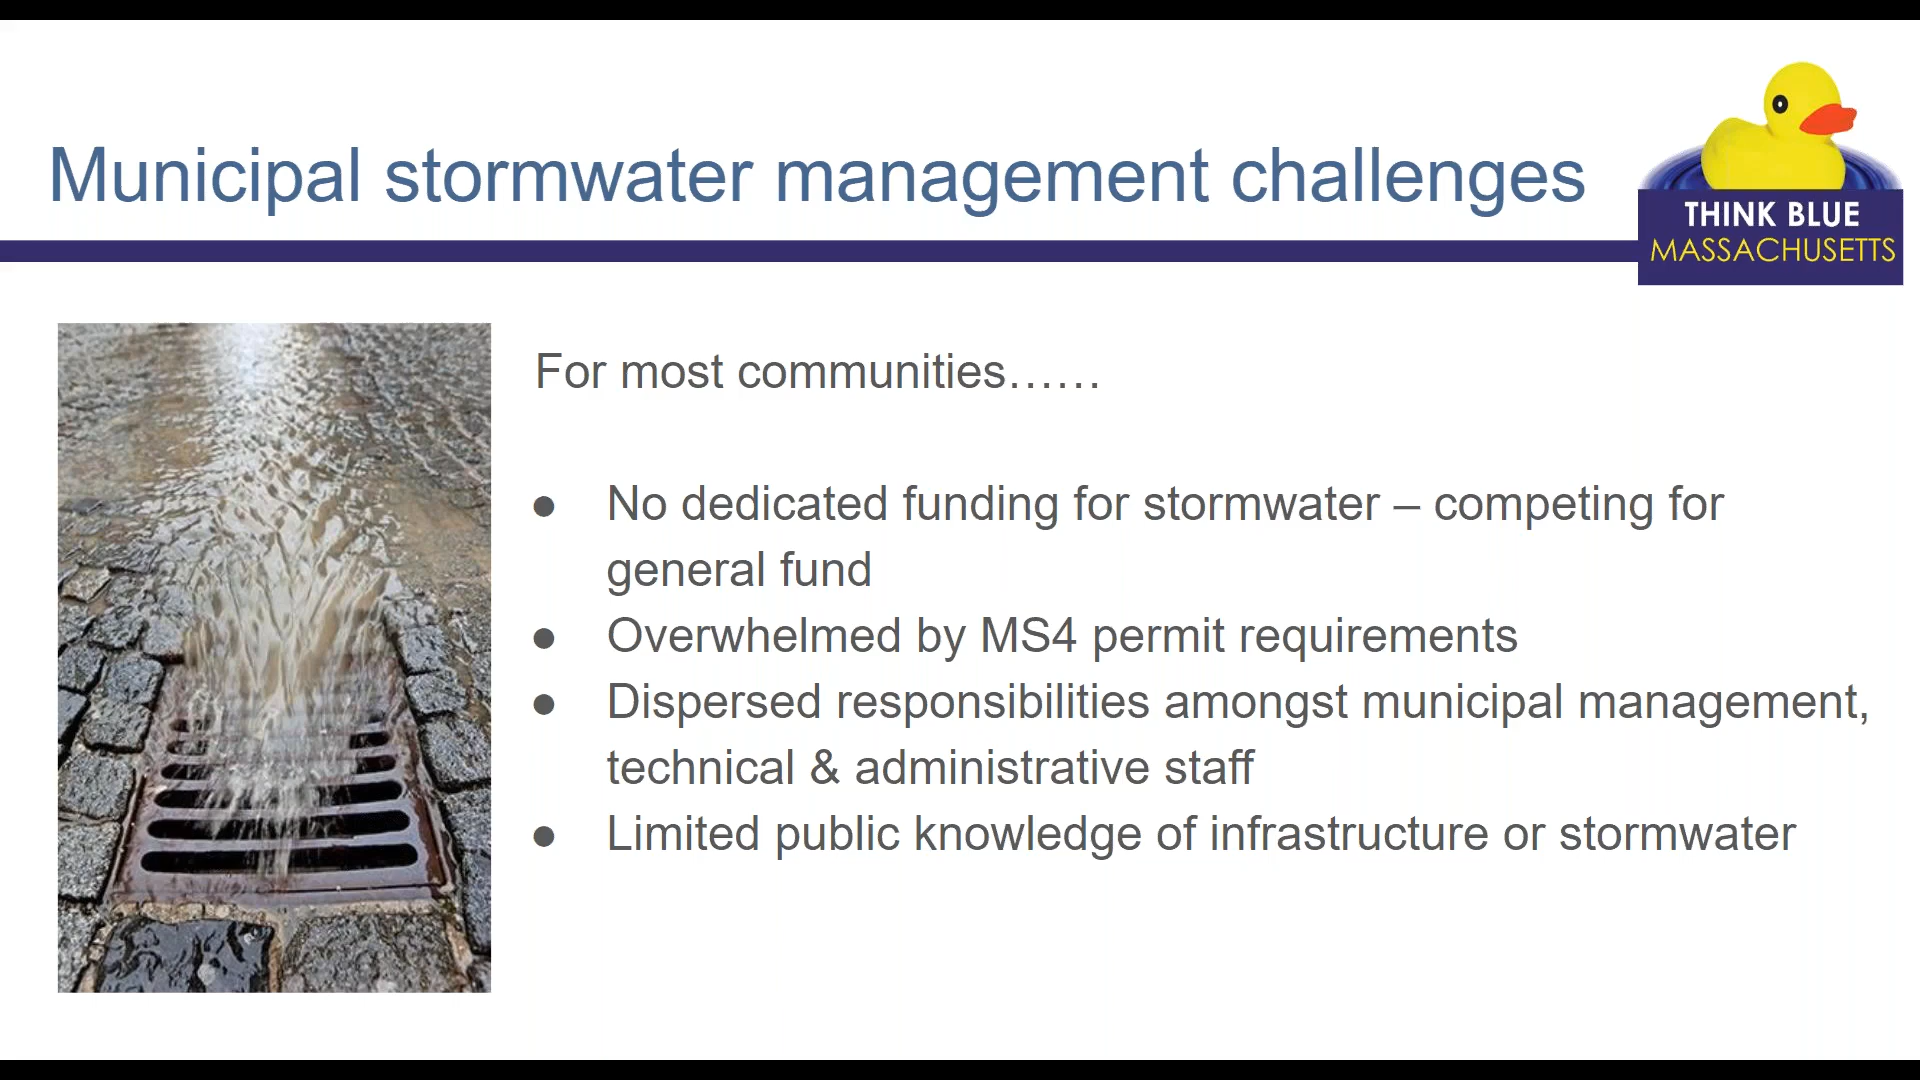 Municipal stormwater management challenges
THINK BLUE
MASSACHUSETTS
For most communities……
● No dedicated funding for stormwater – competing for
general fund
● Overwhelmed by MS4 permit requirements
● Dispersed responsibilities amongst municipal management,
technical & administrative staff
● Limited public knowledge of infrastructure or stormwater